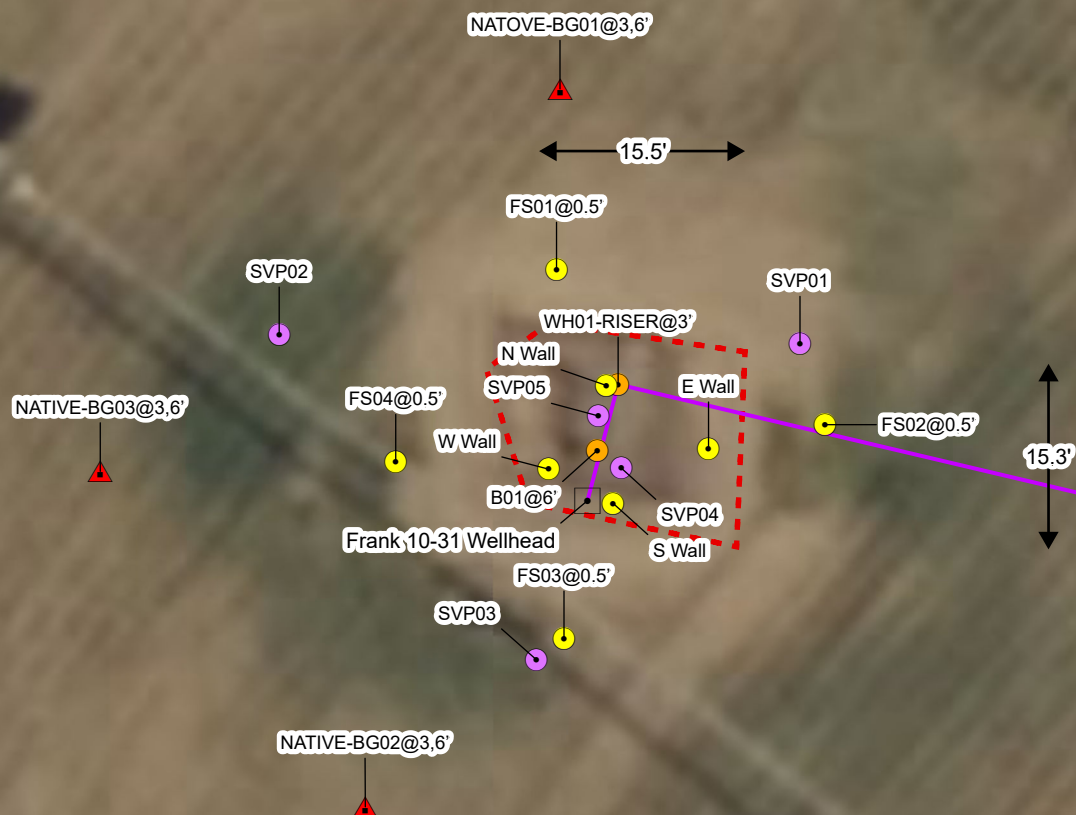 NATOVE-BG01@3,6’
15.5'
FS01@0.5’
SVP02
SVP01
WH01-RISER@3’
N Wall
SVP05
E Wall
FS04@0.5’
NATIVE-BG03@3,6’
FS02@0.5’
W Wall
15.3'
B01@6’
SVP04
Frank 10-31 Wellhead
S Wall
FS03@0.5’
SVP03
NATIVE-BG02@3,6’